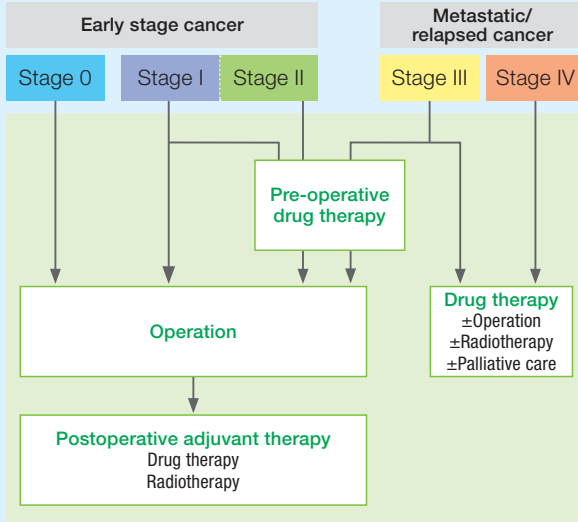 Early stage cancer
Metastatic/
relapsed cancer
Stage 0
Stage I
Stage II
Stage III
Stage IV
Pre-operative
drug therapy
Operation
Drug therapy
±Operation
±Radiotherapy
±Palliative care
Postoperative adjuvant therapy
Drug therapy
Radiotherapy